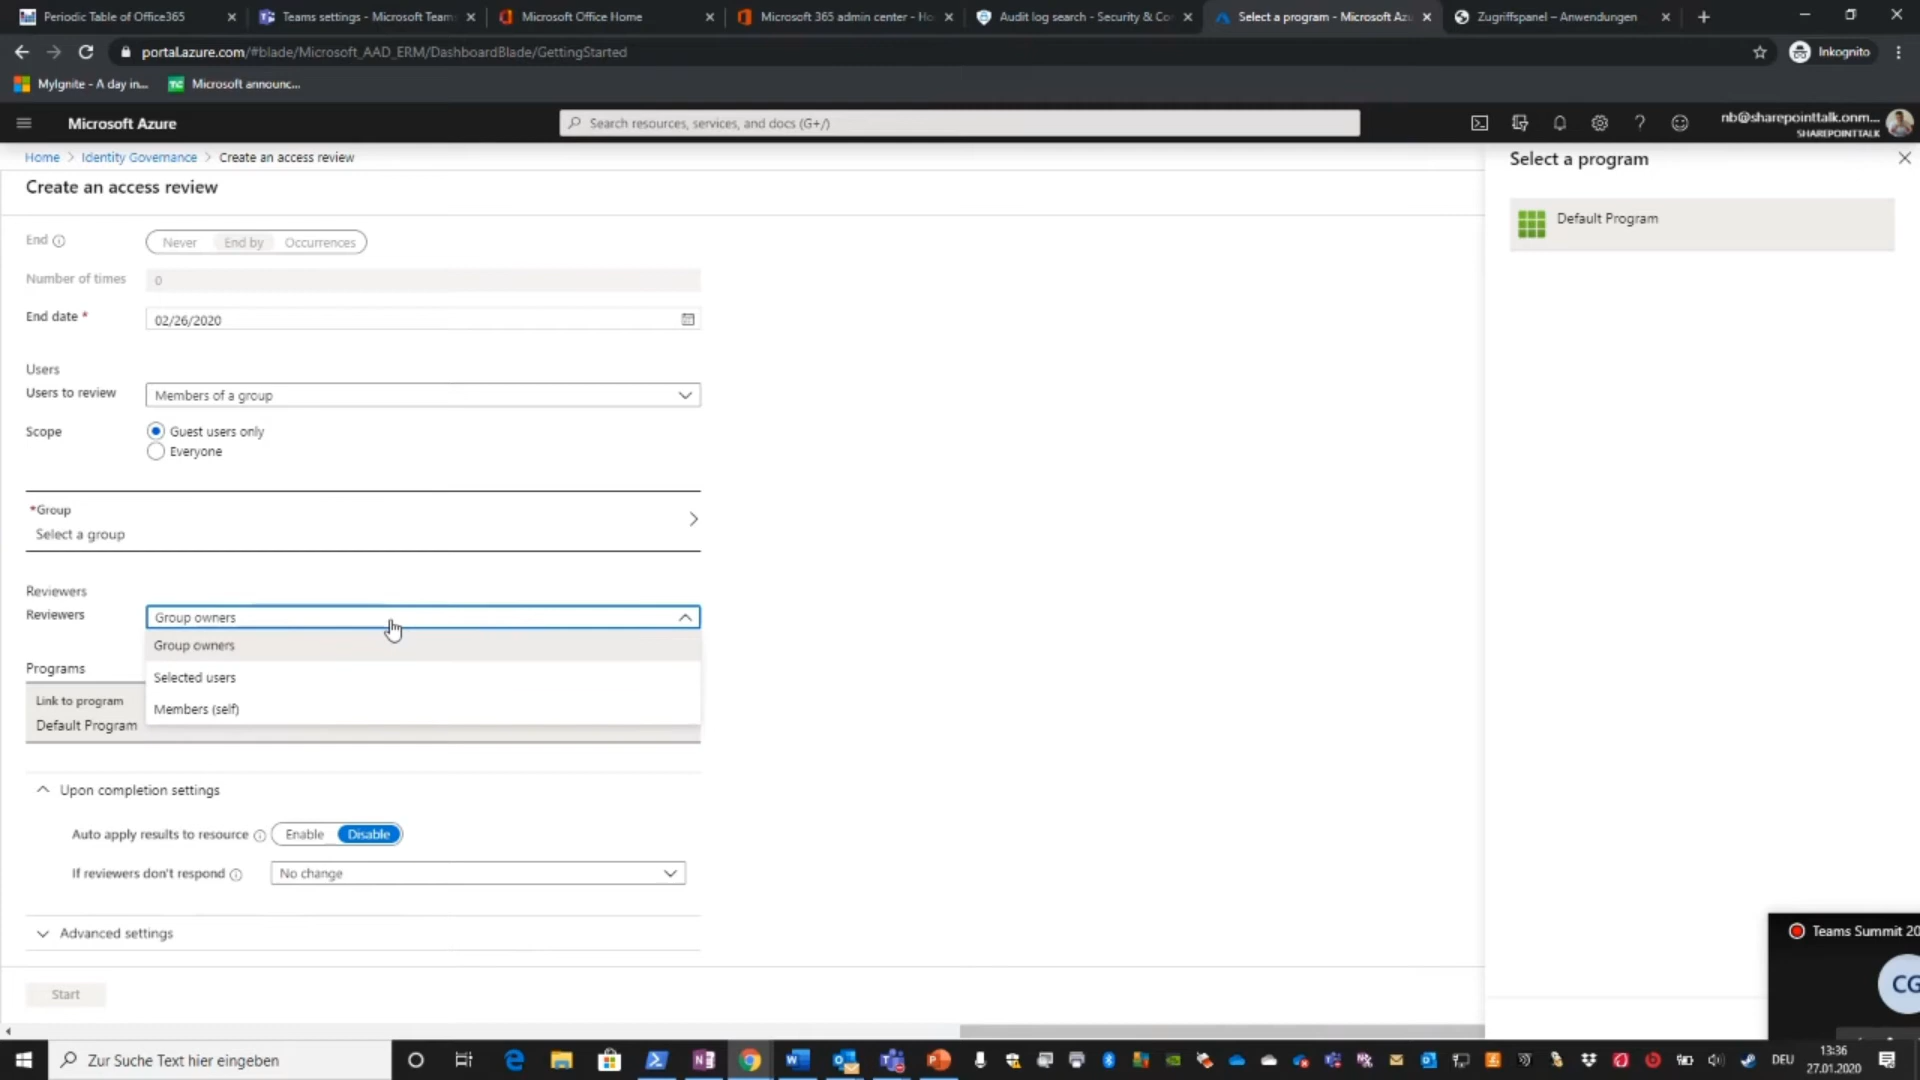 Periodic Table of Office365
Teams settings - Microsoft Team
Microsoft Office Home
Microsoft 365 admin center - Ho
Audit log search - Security & Co
Select a program - Microsoft Az
Zugriffspanel – Anwendungen
portal.azure.com/#blade/Microsoft_AAD_ERM/DashboardBlade/GettingStarted
Inkognito
MyIgnite - A day in...
Microsoft announc...
Microsoft Azure
Search resources, services, and docs (G+/)
nb@sharepointtalk.onm...
SHAREPOINTTALK
Home > Identity Governance > Create an access review
Create an access review
Select a program
Default Program
End
Never
End by
Occurrences
Number of times
0
End date *
02/26/2020
Users
Users to review
Members of a group
Scope
Guest users only
Everyone
*Group
Select a group
Reviewers
Reviewers
Group owners
Group owners
Selected users
Members (self)
Programs
Link to program
Default Program
Upon completion settings
Auto apply results to resource
Enable
Disable
If reviewers don't respond
No change
Advanced settings
Start
Teams Summit 20
CG
Zur Suche Text hier eingeben
DEU
13:36
27.01.2020